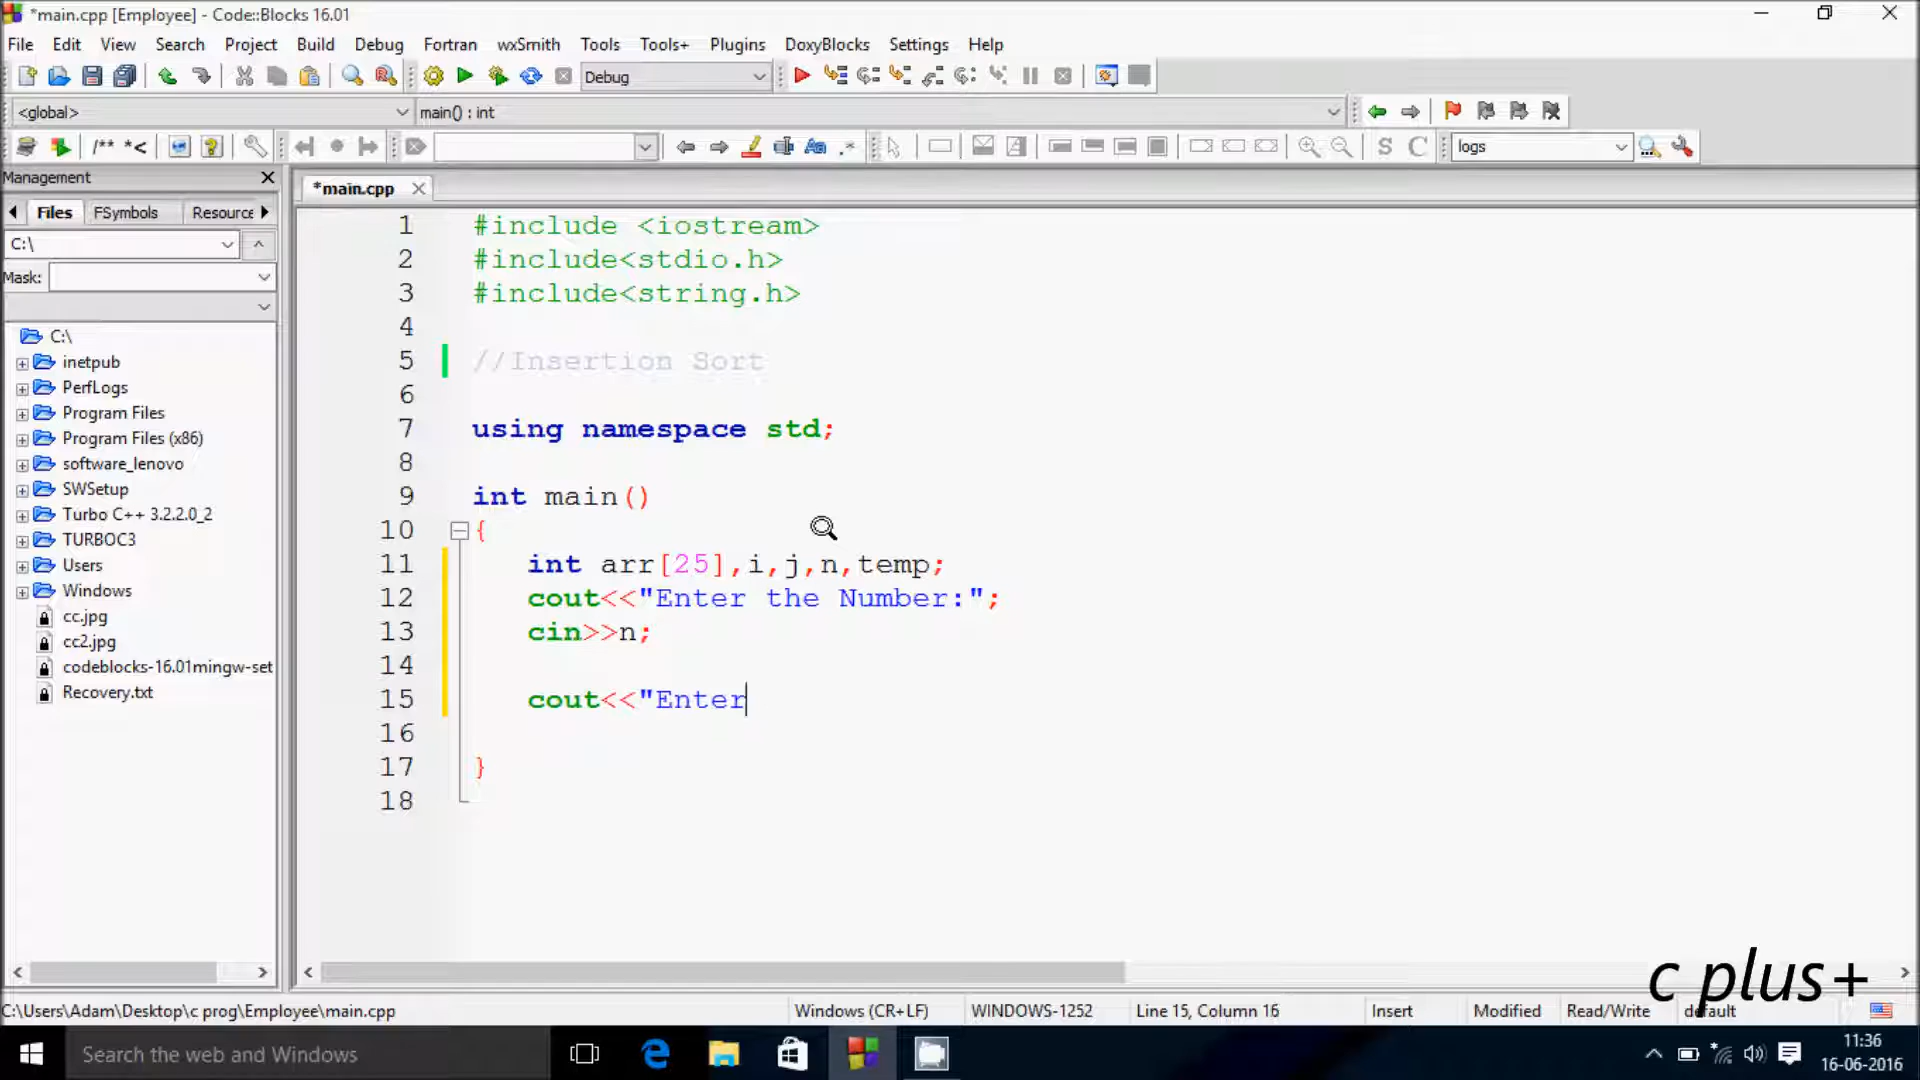 *main.cpp [Employee] - Code::Blocks 16.01
File Edit View Search Project Build Debug Fortran wxSmith Tools Tools+ Plugins DoxyBlocks Settings Help
Debug
<global> main() : int
/** *< Aa .* S C logs
Management
Files FSymbols Resource
*main.cpp
C:\
Mask:
C:\
inetpub
PerfLogs
Program Files
Program Files (x86)
software_lenovo
SWSetup
Turbo C++ 3.2.2.0_2
TURBOC3
Users
Windows
cc.jpg
cc2.jpg
codeblocks-16.01mingw-set
Recovery.txt
1 #include <iostream>
2 #include<stdio.h>
3 #include<string.h>
4
5 //Insertion Sort
6
7 using namespace std;
8
9 int main()
10 {
11 int arr[25],i,j,n,temp;
12 cout<<"Enter the Number:";
13 cin>>n;
14
15 cout<<"Enter
16
17 }
18
c plus+
C:\Users\Adam\Desktop\c prog\Employee\main.cpp Windows (CR+LF) WINDOWS-1252 Line 15, Column 16 Insert Modified Read/Write default
Search the web and Windows
11:36
16-06-2016